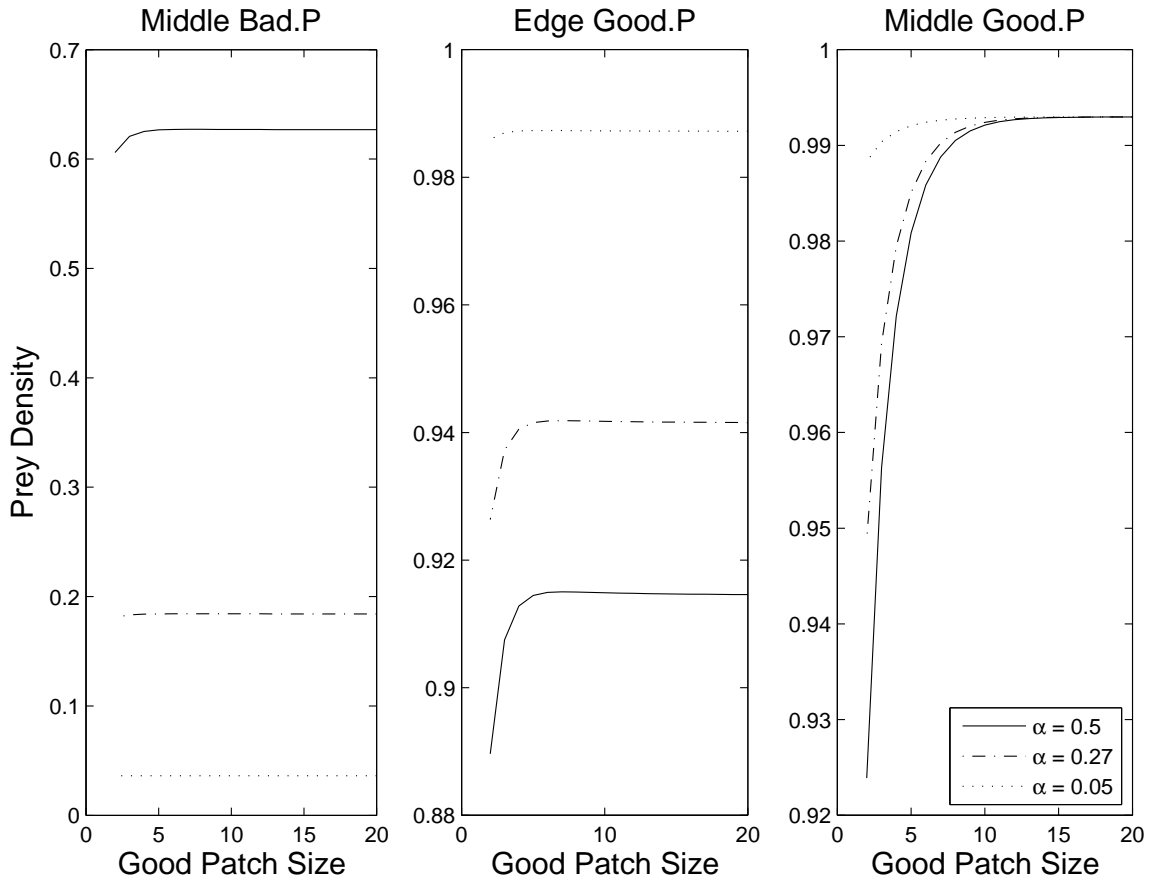 Middle Bad.P
Edge Good.P
Middle Good.P
Prey Density
0.7
0.6
0.5
0.4
0.3
0.2
0.1
0
0 5 10 15 20
Good Patch Size
1
0.98
0.96
0.94
0.92
0.9
0.88
0 10 20
Good Patch Size
1
0.99
0.98
0.97
0.96
0.95
0.94
0.93
0.92
0 5 10 15 20
Good Patch Size
α = 0.5
α = 0.27
α = 0.05